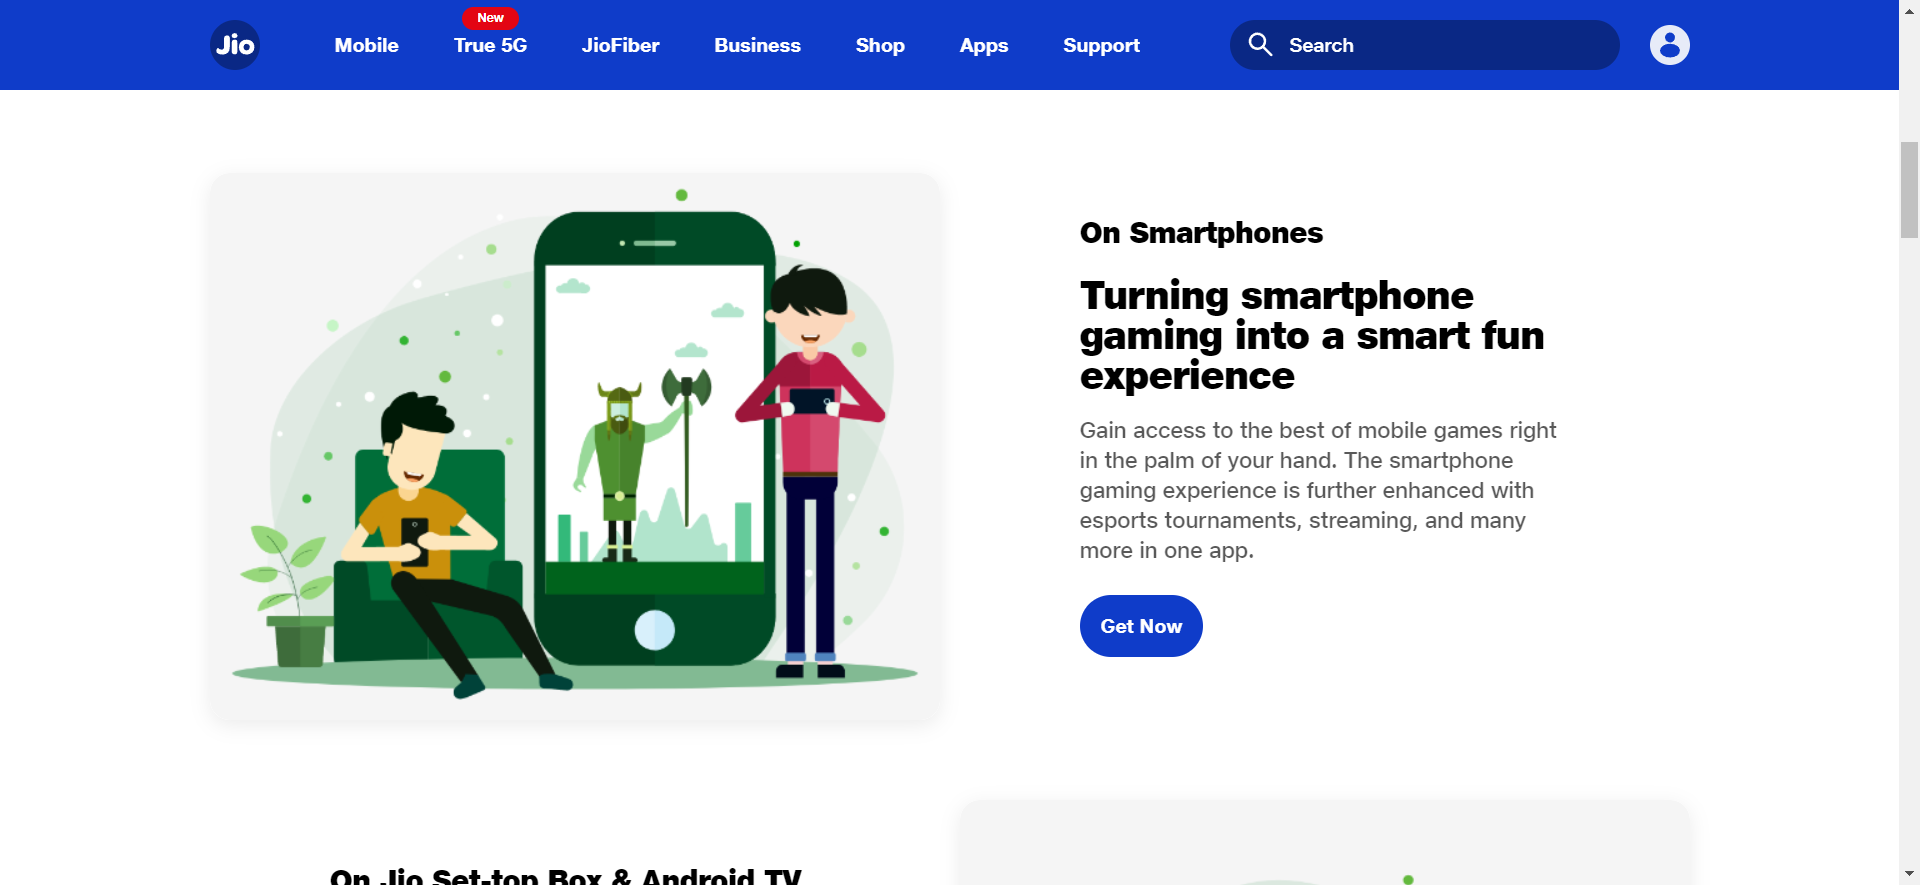 Jio
Mobile
New
True 5G
JioFiber
Business
Shop
Apps
Support
Search
On Smartphones
Turning smartphone
gaming into a smart fun
experience
Gain access to the best of mobile games right
in the palm of your hand. The smartphone
gaming experience is further enhanced with
esports tournaments, streaming, and many
more in one app.
Get Now
On Jio Set-top Box & Android TV